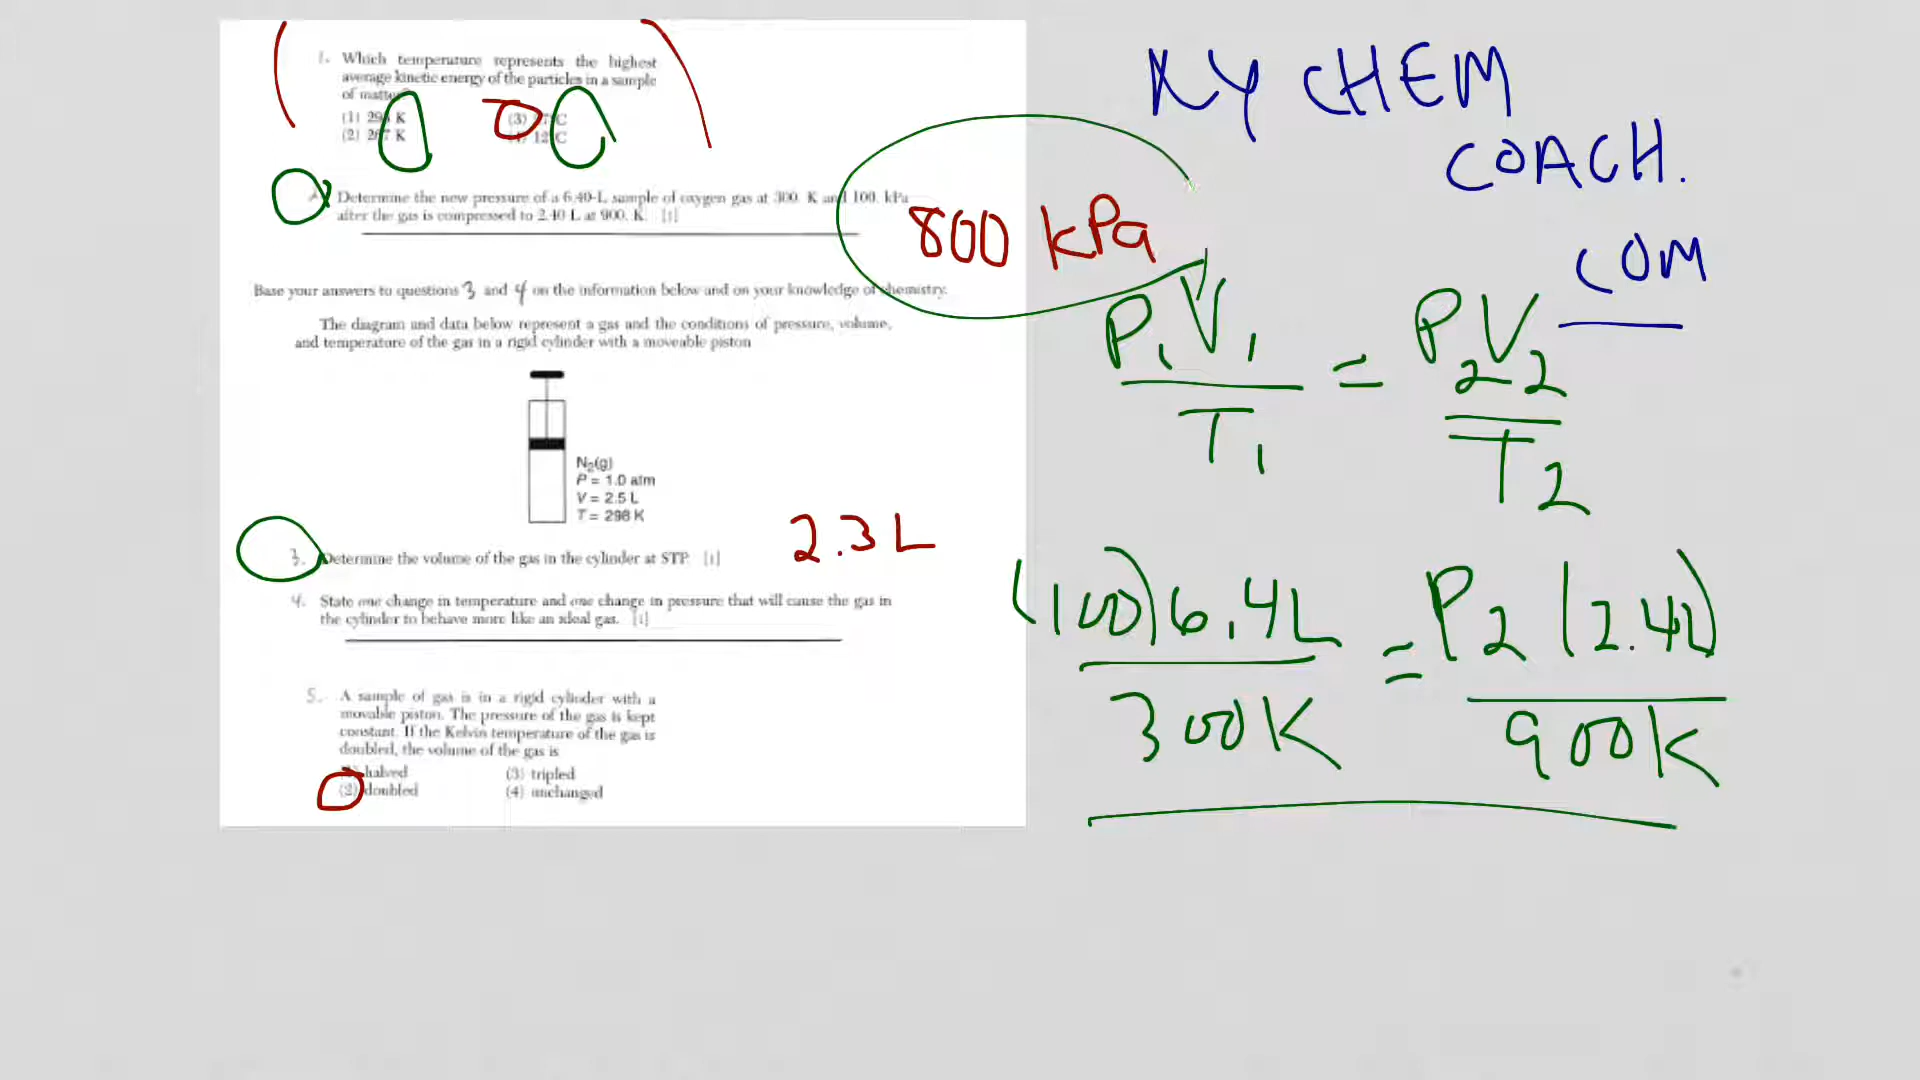 1. Which temperature represents the highest
average kinetic energy of the particles in a sample
of
(1) K
(3) C
(2) K
12 C
Determine the new pressure of a 6.40-L sample of oxygen gas at 300. K and 100. kPa
after the gas is compressed to 2.40 L at 900. K. [1]
800 kPa
Base your answers to questions 3 and 4 on the information below and on your knowledge of chemistry.
The diagram and data below represent a gas and the conditions of pressure, volume,
and temperature of the gas in a rigid cylinder with a moveable piston
N2(g)
P = 1.0 atm
V = 2.5 L
T = 298 K
3. Determine the volume of the gas in the cylinder at STP. [1]
2.3 L
4. State one change in temperature and one change in pressure that will cause the gas in
the cylinder to behave more like an ideal gas. [1]
5. A sample of gas is in a rigid cylinder with a
movable piston. The pressure of the gas is kept
constant. If the Kelvin temperature of the gas is
doubled, the volume of the gas is
halved
(3) tripled
(2) doubled
(4) unchanged
KY CHEM
COACH.
COM
P1V1 = P2V2
T1 T2
(100) 6.4L = P2 (2.4L)
300K 900K